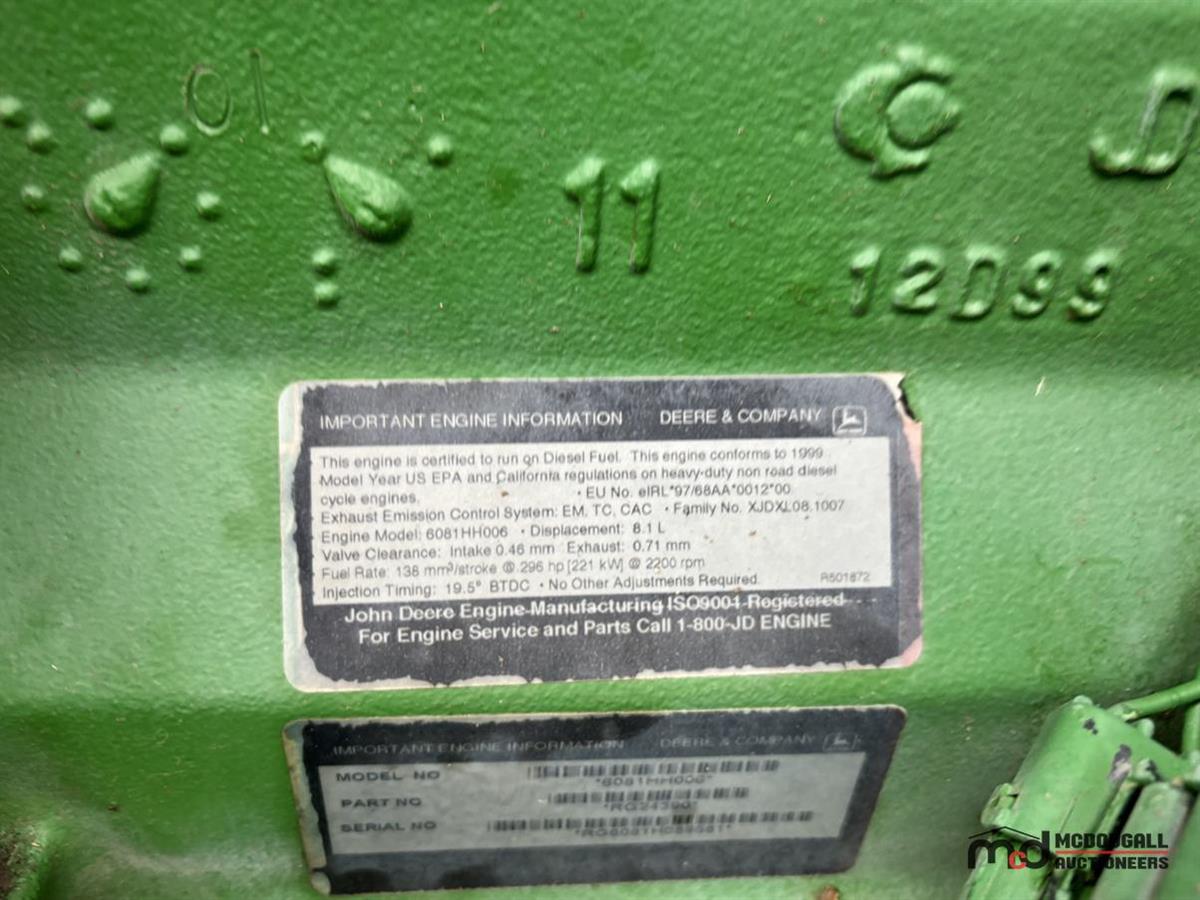 01
11
JD
12D99
IMPORTANT ENGINE INFORMATION DEERE & COMPANY
This engine is certified to run on Diesel Fuel. This engine conforms to 1999
Model Year US EPA and California regulations on heavy-duty non road diesel
cycle engines. • EU No. eIRL*97/68AA*0012*00
Exhaust Emission Control System: EM, TC, CAC • Family No. XJDXL08.1007
Engine Model: 6081HH006 • Displacement: 8.1 L
Valve Clearance: Intake 0.46 mm Exhaust: 0.71 mm
Fuel Rate: 138 mm³/stroke @ 296 hp [221 kW] @ 2200 rpm
Injection Timing: 19.5° BTDC • No Other Adjustments Required. R501872
John Deere Engine Manufacturing ISO9001 Registered
For Engine Service and Parts Call 1-800-JD ENGINE
IMPORTANT ENGINE INFORMATION DEERE & COMPANY
MODEL NO *6081HH006*
PART NO
SERIAL NO
mcd MCDOUGALL
AUCTIONEERS